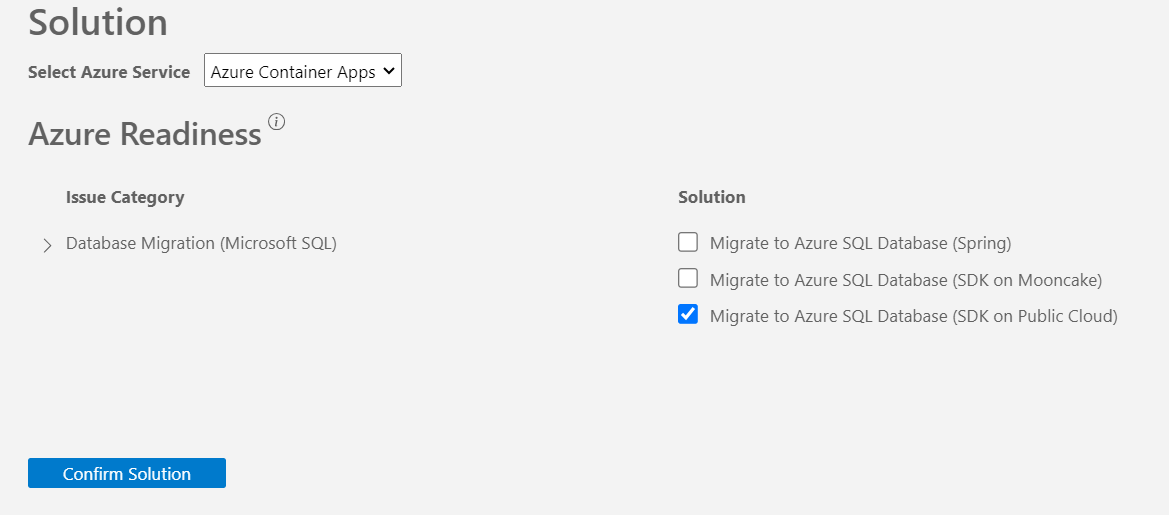 Solution
Select Azure Service Azure Container Apps
Azure Readiness i
Issue Category Solution
Database Migration (Microsoft SQL) Migrate to Azure SQL Database (Spring)
Migrate to Azure SQL Database (SDK on Mooncake)
Migrate to Azure SQL Database (SDK on Public Cloud)
Confirm Solution